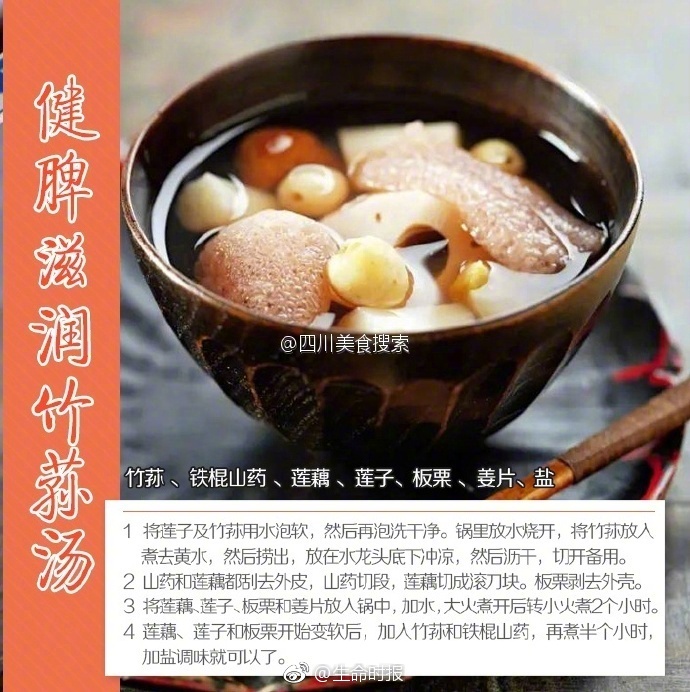 健脾滋润竹荪汤
@四川美食搜索
竹荪、铁棍山药、莲藕、莲子、板栗、姜片、盐
1 将莲子及竹荪用水泡软，然后再泡洗干净。锅里放水烧开，将竹荪放入
煮去黄水，然后捞出，放在水龙头底下冲凉，然后沥干，切开备用。
2 山药和莲藕都刮去外皮，山药切段，莲藕切成滚刀块。板栗剥去外壳。
3 将莲藕、莲子、板栗和姜片放入锅中，加水，大火煮开后转小火煮2个小时。
4 莲藕、莲子和板栗开始变软后，加入竹荪和铁棍山药，再煮半个小时，
加盐调味就可以了。
@生命时报